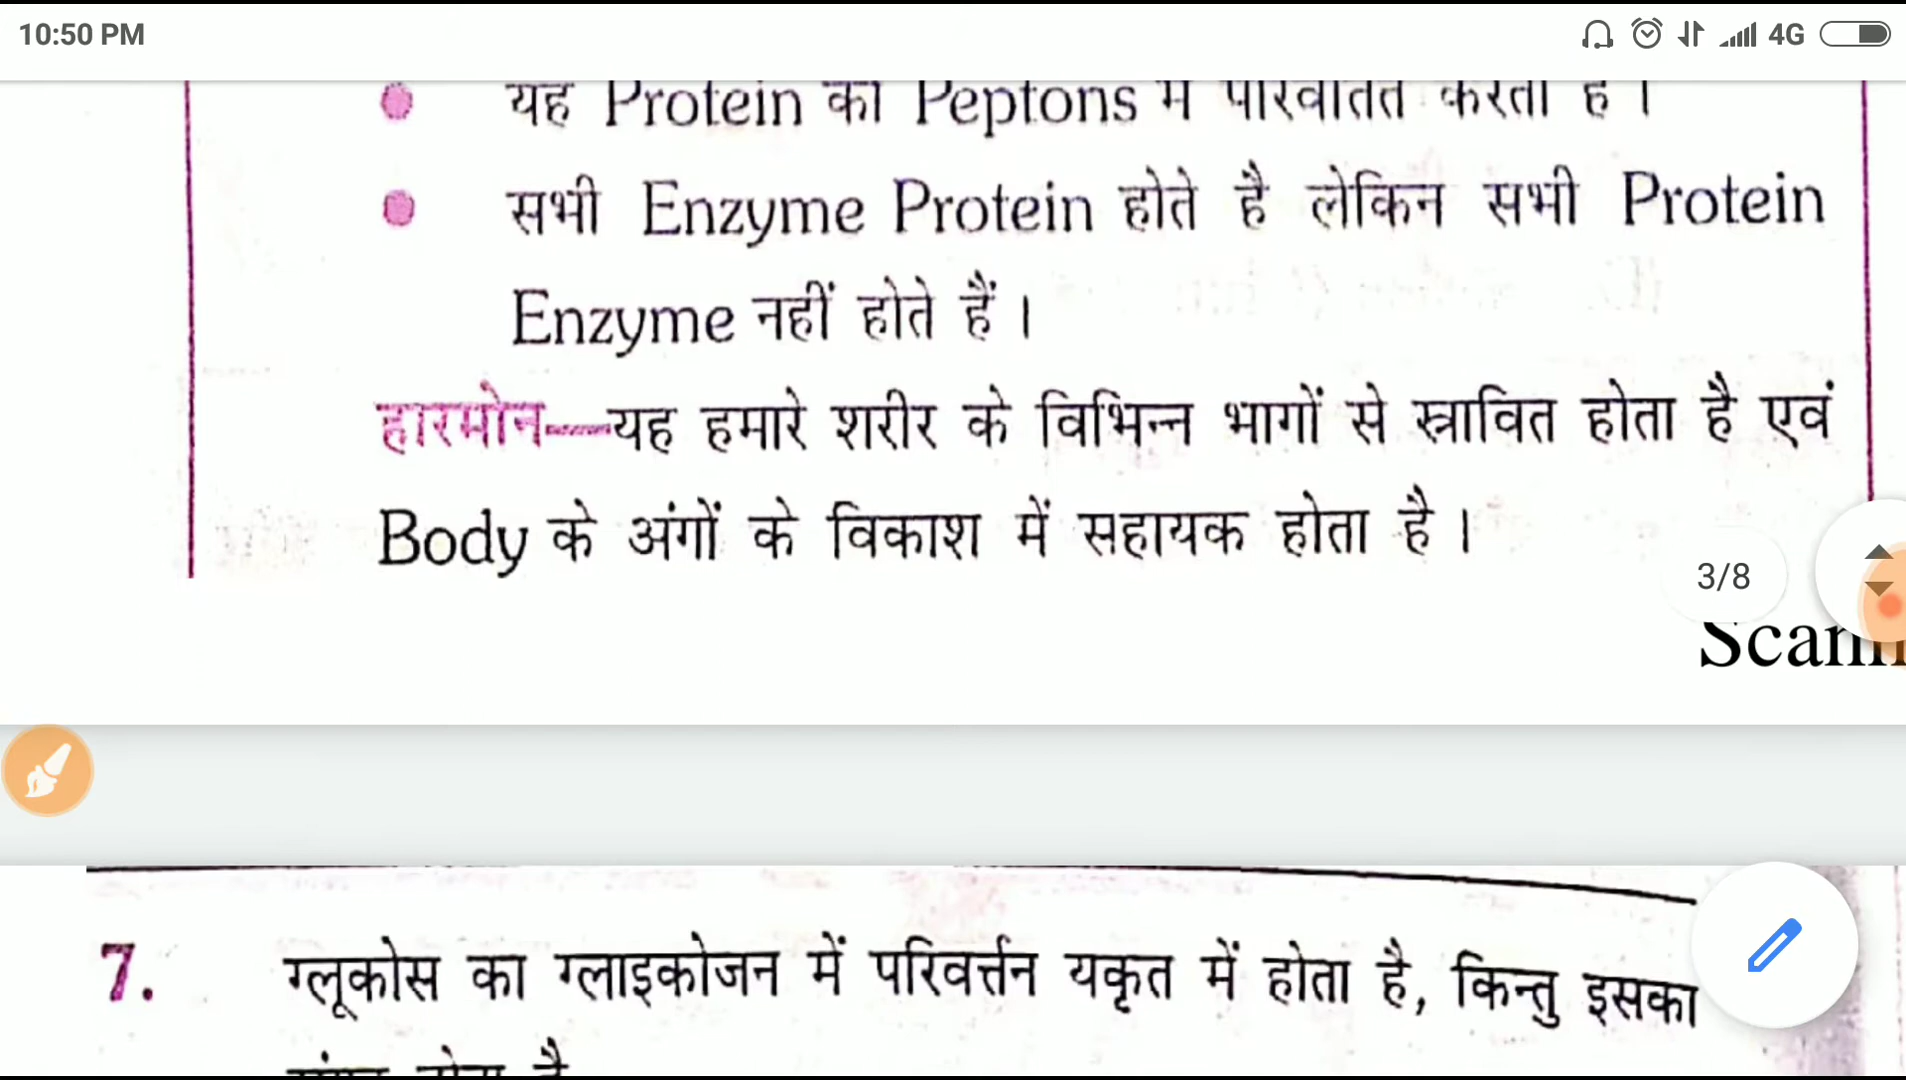 10:50 PM 4G
यह Protein को Peptons में परिवर्तित करता है ।
सभी Enzyme Protein होते है लेकिन सभी Protein
Enzyme नहीं होते हैं ।
हारमोन—यह हमारे शरीर के विभिन्न भागों से स्त्रावित होता है एवं
Body के अंगों के विकाश में सहायक होता है ।
3/8
7. ग्लूकोस का ग्लाइकोजन में परिवर्त्तन यकृत में होता है, किन्तु इसका